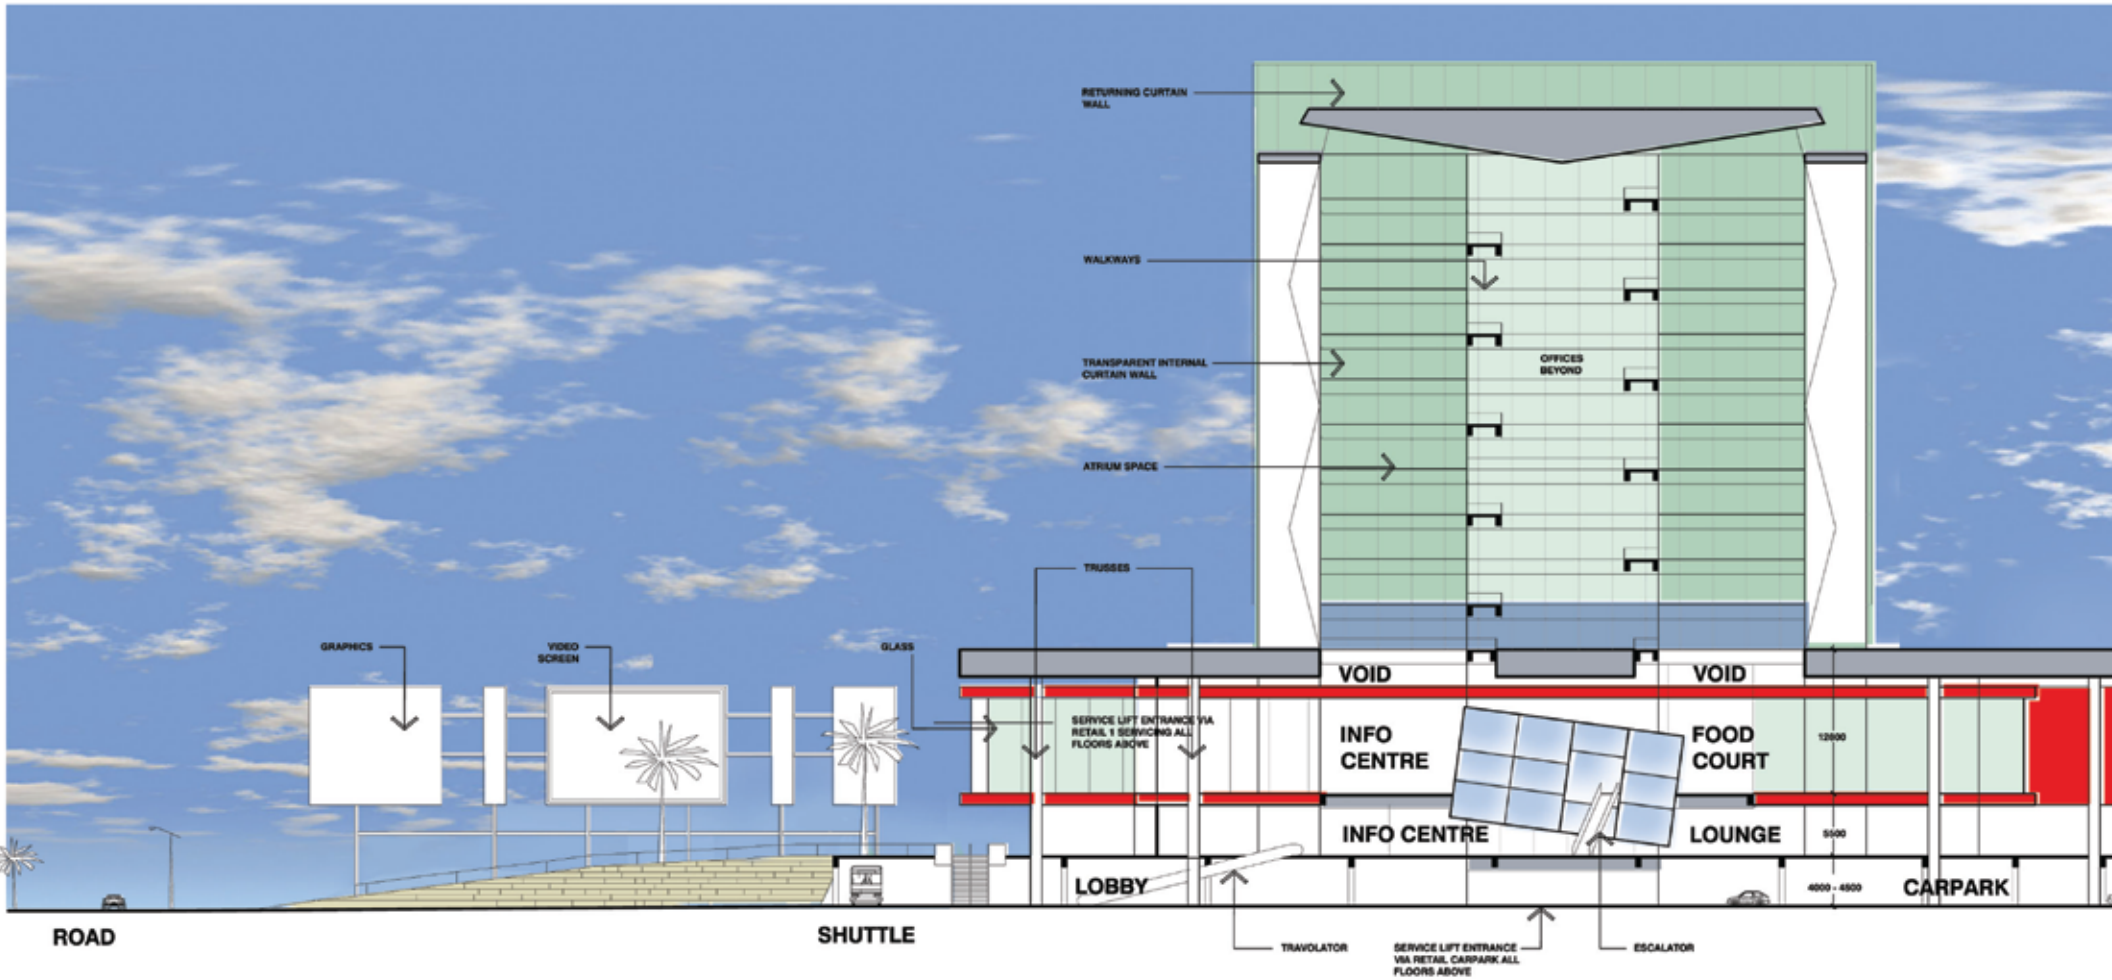 RETURNING CURTAIN
WALL
WALKWAYS
TRANSPARENT INTERNAL
CURTAIN WALL
OFFICES
BEYOND
ATRIUM SPACE
TRUSSES
GRAPHICS
VIDEO
SCREEN
GLASS
VOID
VOID
SERVICE LIFT ENTRANCE VIA
RETAIL 1 SERVICING ALL
FLOORS ABOVE
INFO
CENTRE
FOOD
COURT
12000
INFO CENTRE
LOUNGE
5500
LOBBY
4000 - 4500
CARPARK
ROAD
SHUTTLE
TRAVOLATOR
SERVICE LIFT ENTRANCE
VIA RETAIL CARPARK ALL
FLOORS ABOVE
ESCALATOR